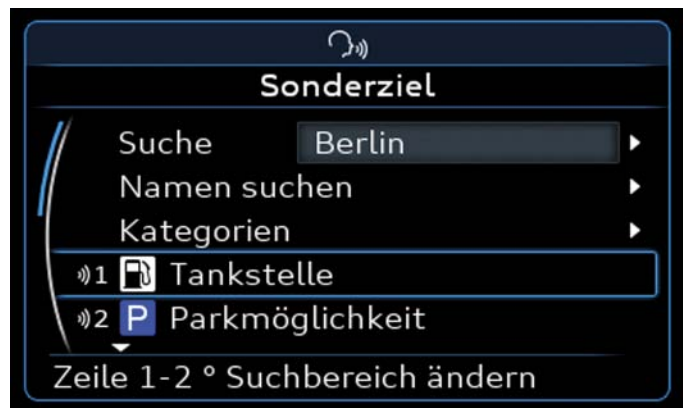 Sonderziel
Suche Berlin
Namen suchen
Kategorien
1 Tankstelle
2 P Parkmöglichkeit
Zeile 1-2 ° Suchbereich ändern